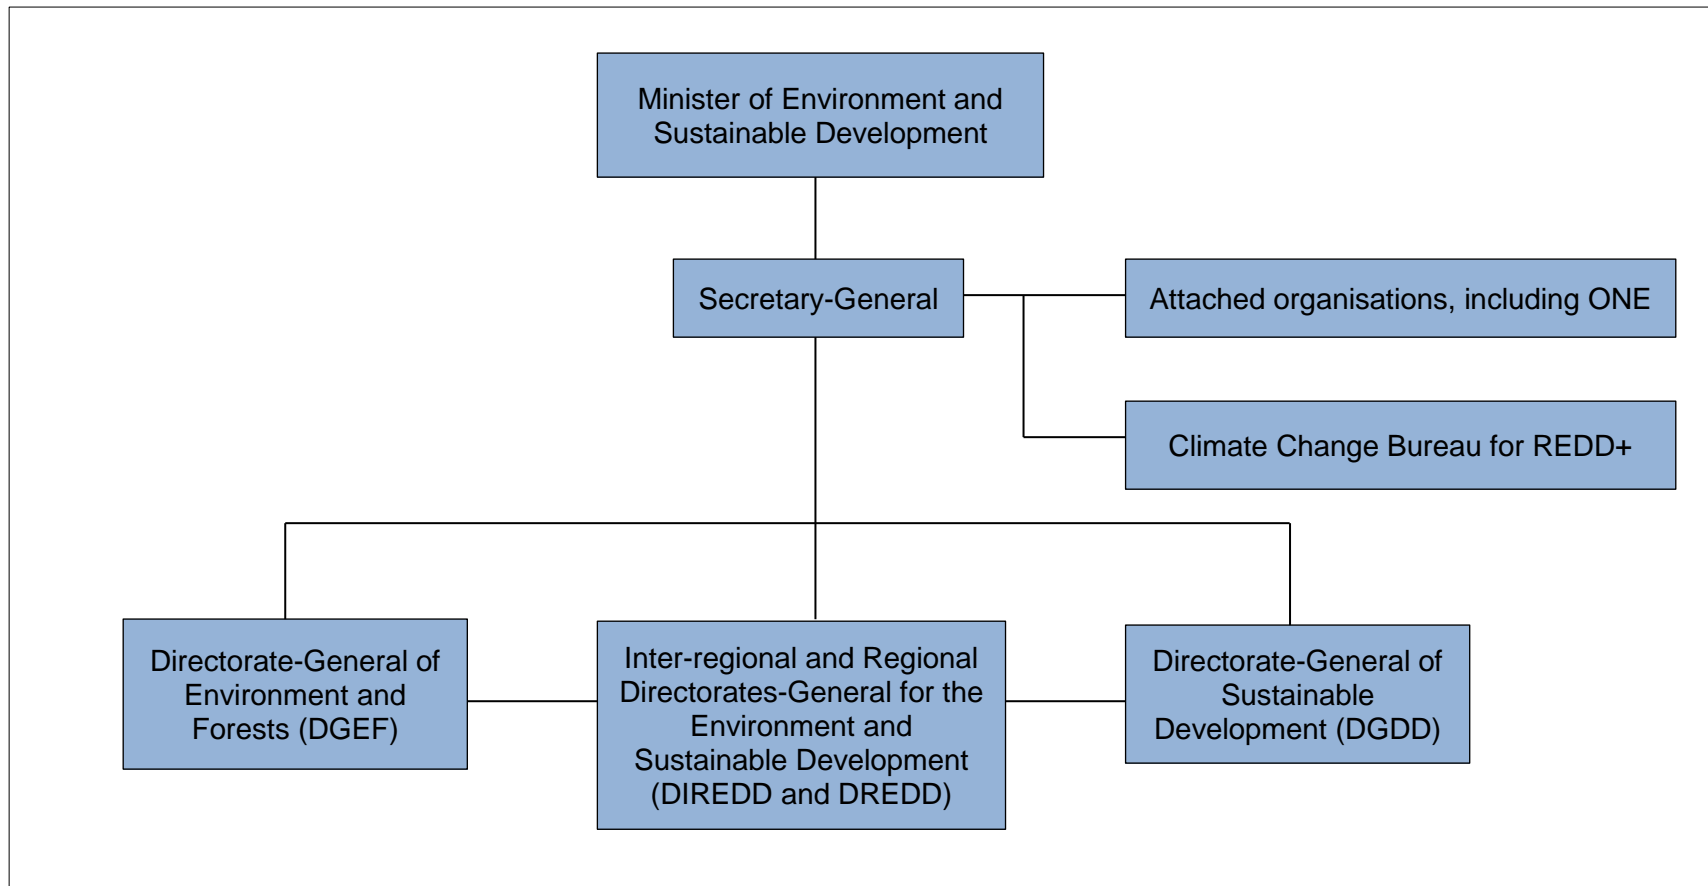 Minister of Environment and
Sustainable Development
Secretary-General
Attached organisations, including ONE
Climate Change Bureau for REDD+
Directorate-General of
Environment and
Forests (DGEF)
Inter-regional and Regional
Directorates-General for the
Environment and
Sustainable Development
(DIREDD and DREDD)
Directorate-General of
Sustainable
Development (DGDD)